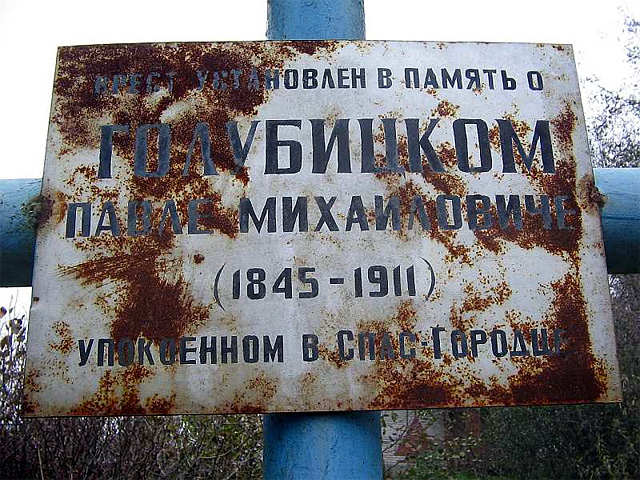 КРЕСТ УСТАНОВЛЕН В ПАМЯТЬ О
ГОЛУБИЦКОМ
ПАВЛЕ МИХАЙЛОВИЧЕ
(1845-1911)
УПОКОЕННОМ В СПАС-ГОРОДЦЕ